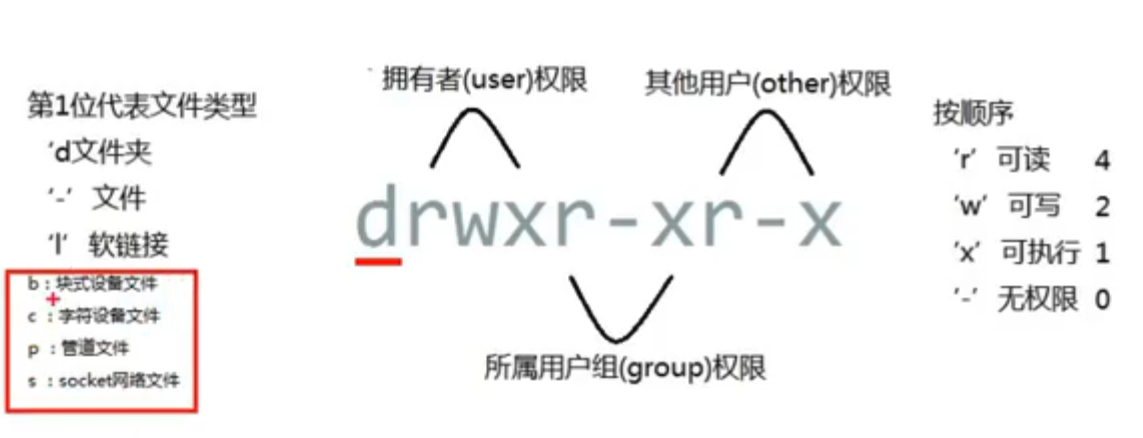 第1位代表文件类型
‘d文件夹
‘-’ 文件
‘l’ 软链接
b：块式设备文件
c ：字符设备文件
p ：管道文件
s ：socket网络文件
拥有者(user)权限
其他用户(other)权限
drwxr-xr-x
所属用户组(group)权限
按顺序
‘r’ 可读 4
‘w’ 可写 2
‘x’ 可执行 1
‘-’ 无权限 0